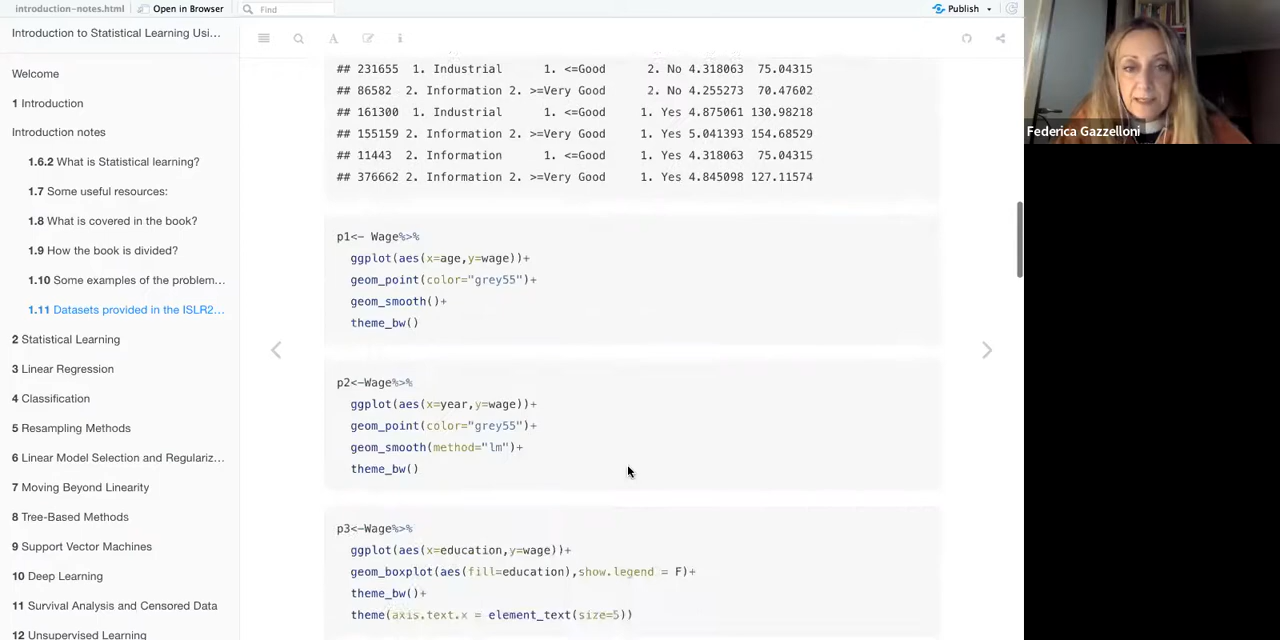 introduction-notes.html
Open in Browser
Find
Publish
Introduction to Statistical Learning Usi...
Welcome
1 Introduction
Introduction notes
1.6.2 What is Statistical learning?
1.7 Some useful resources:
1.8 What is covered in the book?
1.9 How the book is divided?
1.10 Some examples of the problem...
1.11 Datasets provided in the ISLR2...
2 Statistical Learning
3 Linear Regression
4 Classification
5 Resampling Methods
6 Linear Model Selection and Regulariz...
7 Moving Beyond Linearity
8 Tree-Based Methods
9 Support Vector Machines
10 Deep Learning
11 Survival Analysis and Censored Data
12 Unsupervised Learning
## 231655 1. Industrial 1. <=Good 2. No 4.318063 75.04315
## 86582 2. Information 2. >=Very Good 2. No 4.255273 70.47602
## 161300 1. Industrial 1. <=Good 1. Yes 4.875061 130.98218
## 155159 2. Information 2. >=Very Good 1. Yes 5.041393 154.68529
## 11443 2. Information 1. <=Good 1. Yes 4.318063 75.04315
## 376662 2. Information 2. >=Very Good 1. Yes 4.845098 127.11574
p1<- Wage%>%
ggplot(aes(x=age,y=wage))+
geom_point(color="grey55")+
geom_smooth()+
theme_bw()
p2<-Wage%>%
ggplot(aes(x=year,y=wage))+
geom_point(color="grey55")+
geom_smooth(method="lm")+
theme_bw()
p3<-Wage%>%
ggplot(aes(x=education,y=wage))+
geom_boxplot(aes(fill=education),show.legend = F)+
theme_bw()+
theme(axis.text.x = element_text(size=5))
Federica Gazzelloni